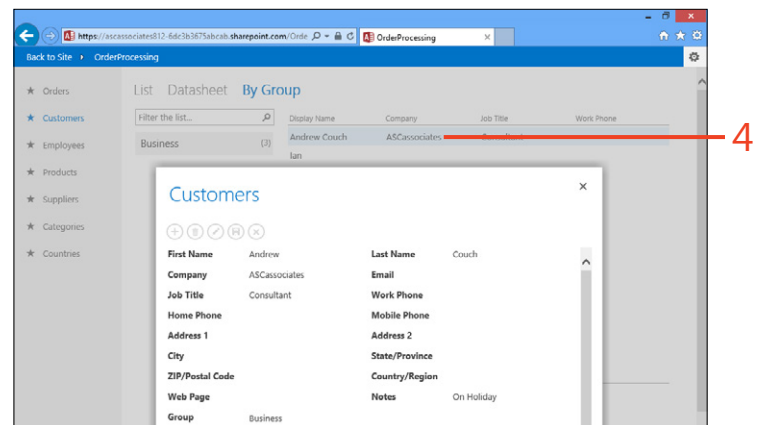 https://ascassociates812-6dc3b3675abcab.sharepoint.com/Orde
OrderProcessing
Back to Site ▸ OrderProcessing
Orders
Customers
Employees
Products
Suppliers
Categories
Countries
List Datasheet By Group
Filter the list...
Business (2)
Display Name Company Job Title Work Phone
Andrew Couch ASCassociates Consultant
Ian
4
Customers
First Name Andrew Last Name Couch
Company ASCassociates Email
Job Title Consultant Work Phone
Home Phone Mobile Phone
Address 1 Address 2
City State/Province
ZIP/Postal Code Country/Region
Web Page Notes On Holiday
Group Business